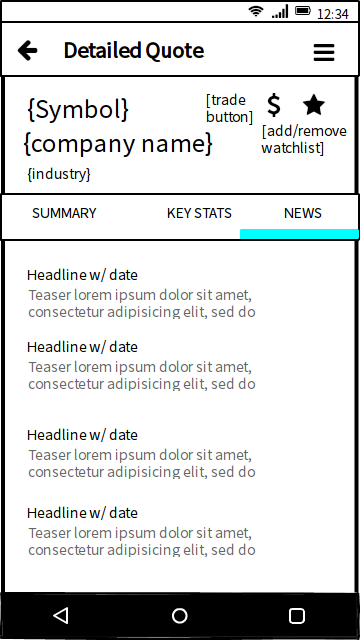 12:34
Detailed Quote
{Symbol}
[trade
button]
$
{company name}
[add/remove
watchlist]
{industry}
SUMMARY KEY STATS NEWS
Headline w/ date
Teaser lorem ipsum dolor sit amet,
consectetur adipisicing elit, sed do
Headline w/ date
Teaser lorem ipsum dolor sit amet,
consectetur adipisicing elit, sed do
Headline w/ date
Teaser lorem ipsum dolor sit amet,
consectetur adipisicing elit, sed do
Headline w/ date
Teaser lorem ipsum dolor sit amet,
consectetur adipisicing elit, sed do